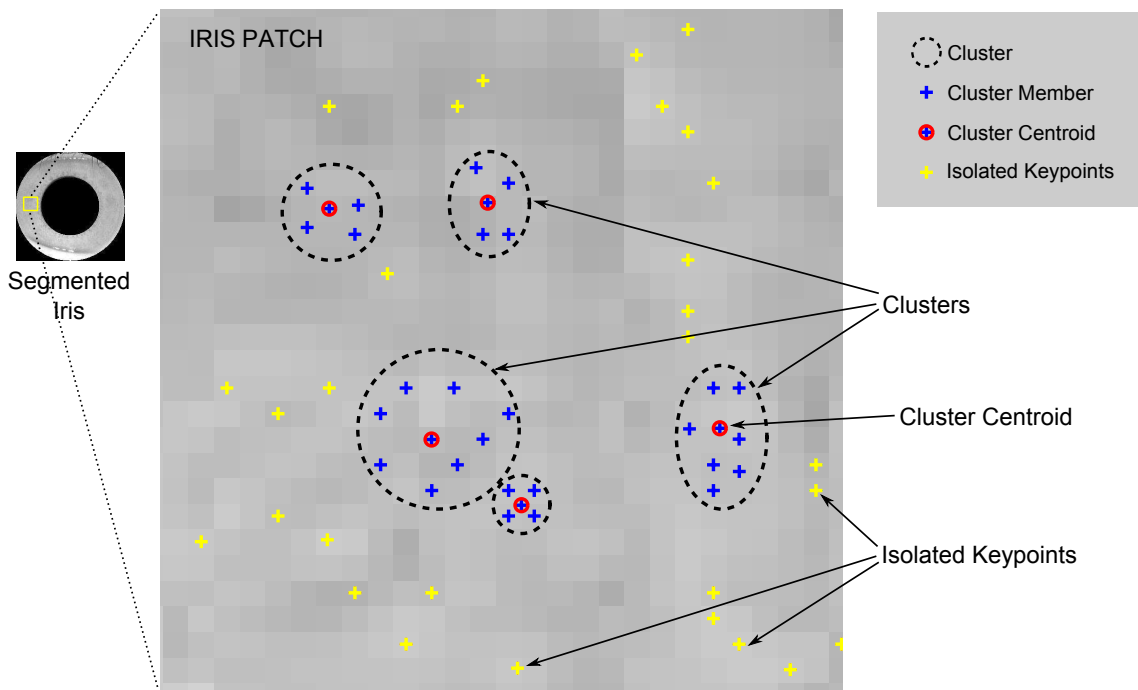 IRIS PATCH
Cluster
Cluster Member
Cluster Centroid
Isolated Keypoints
Segmented
Iris
Clusters
Cluster Centroid
Isolated Keypoints